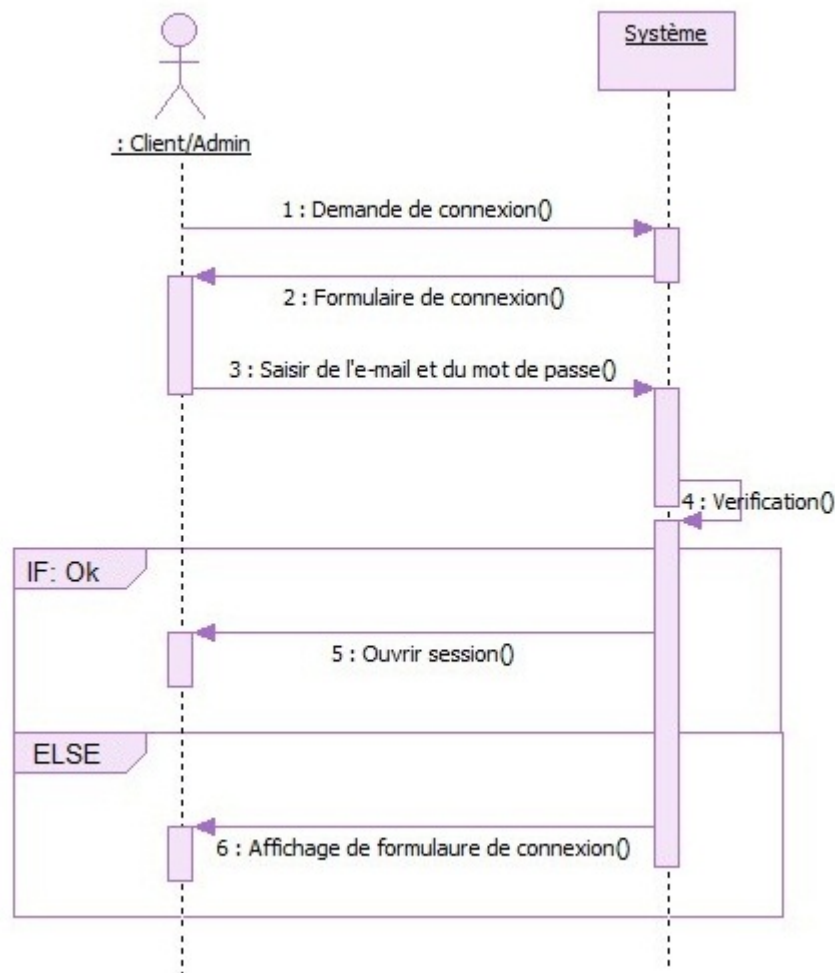 Système
: Client/Admin
1 : Demande de connexion()
2 : Formulaire de connexion()
3 : Saisir de l'e-mail et du mot de passe()
4 : Verification()
IF: Ok
5 : Ouvrir session()
ELSE
6 : Affichage de formulaure de connexion()